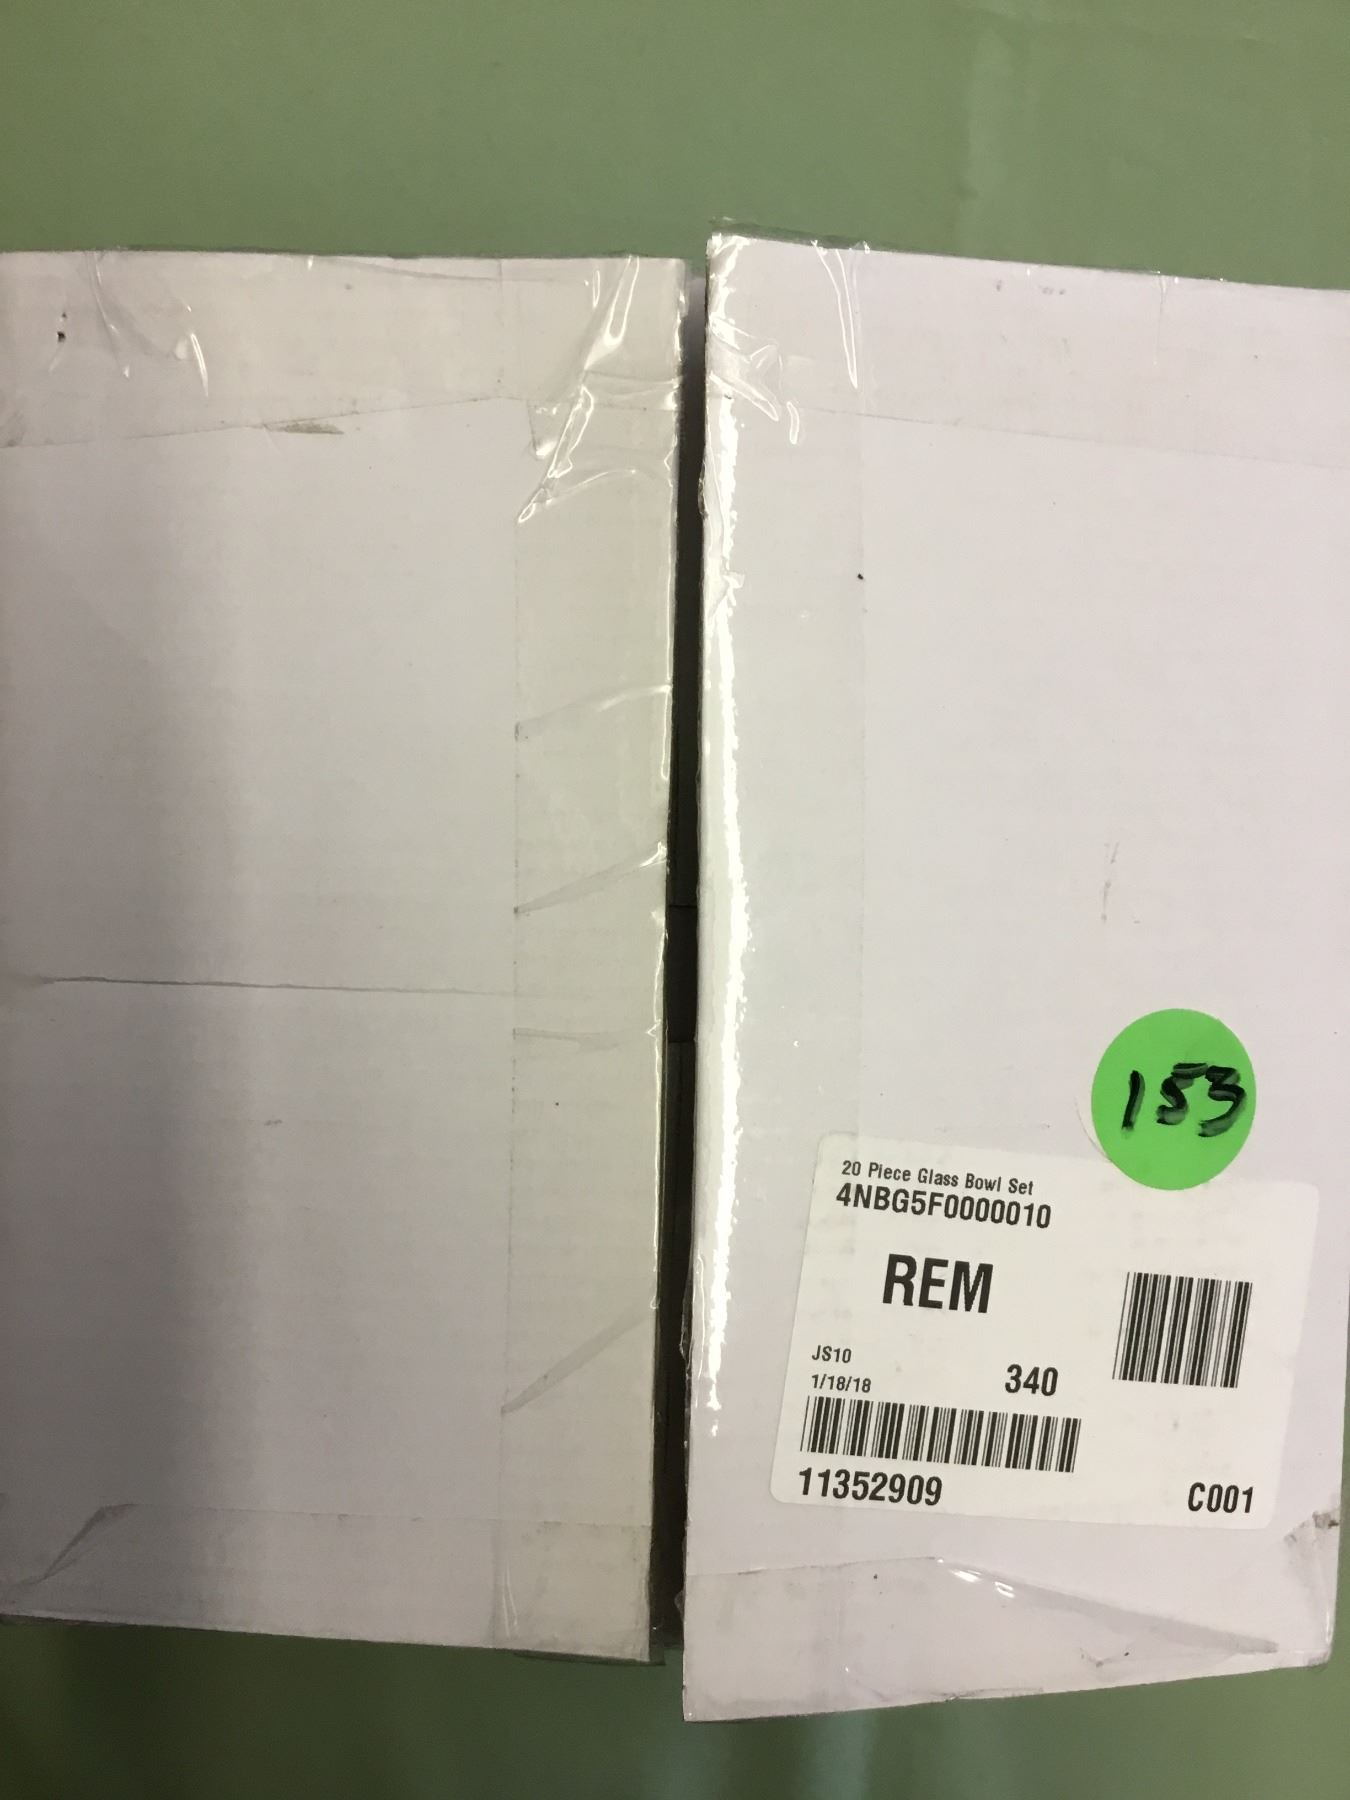 153
20 Piece Glass Bowl Set
4NBG5F0000010
REM
JS10
1/18/18
340
11352909
C001